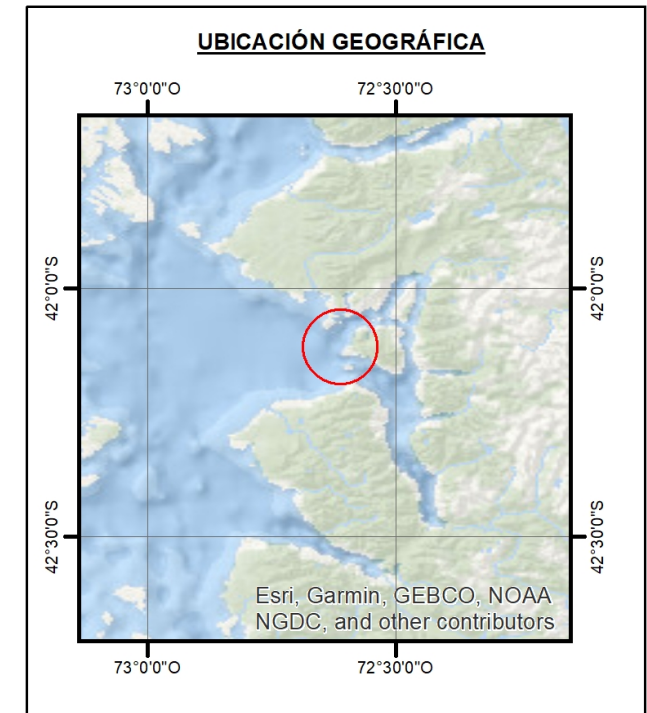 UBICACIÓN GEOGRÁFICA
73°0'0"O 72°30'0"O
42°0'0"S 42°0'0"S
42°30'0"S 42°30'0"S
Esri, Garmin, GEBCO, NOAA
NGDC, and other contributors
73°0'0"O 72°30'0"O